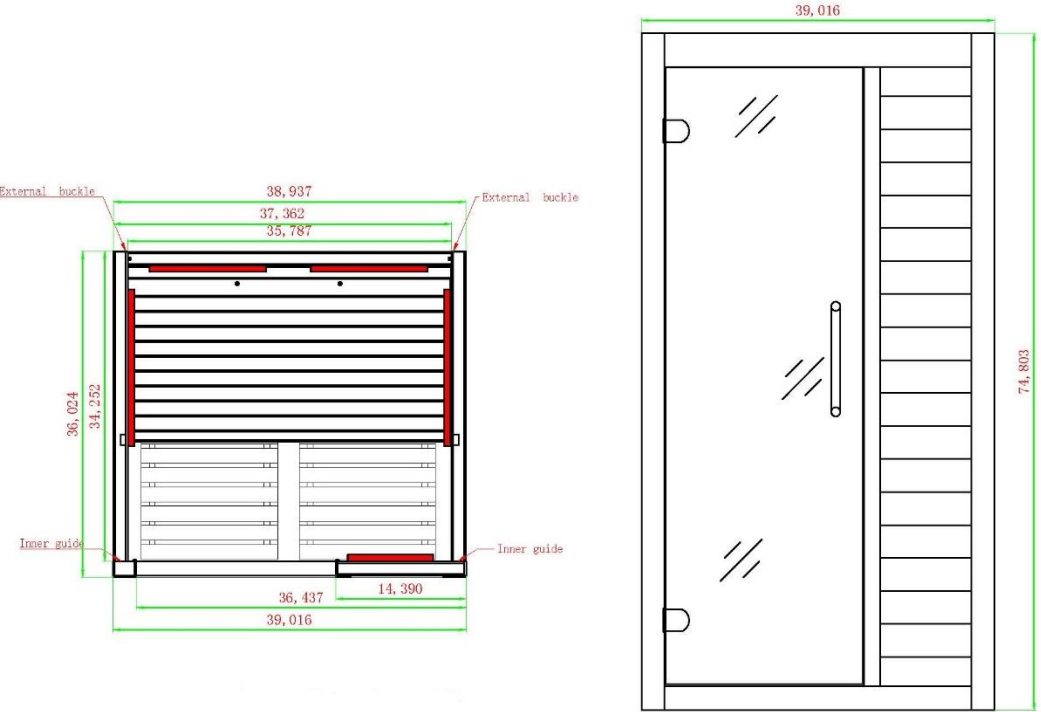 39,016
External buckle
38,937
External buckle
37,362
35,787
36,024
34,252
74,803
Inner guide
Inner guide
14,390
36,437
39,016